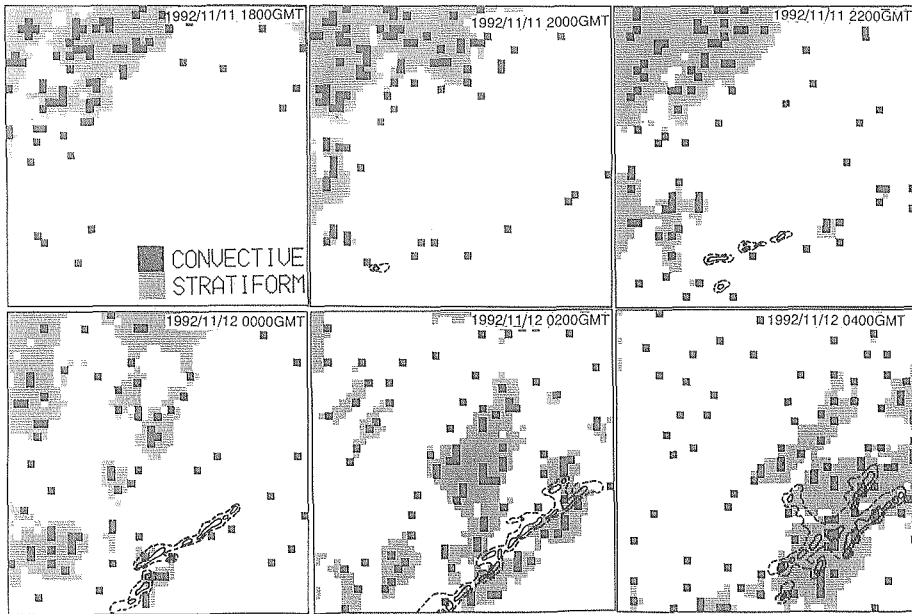 1992/11/11 1800GMT
1992/11/11 2000GMT
1992/11/11 2200GMT
CONVECTIVE
STRATIFORM
1992/11/12 0000GMT
1992/11/12 0200GMT
1992/11/12 0400GMT